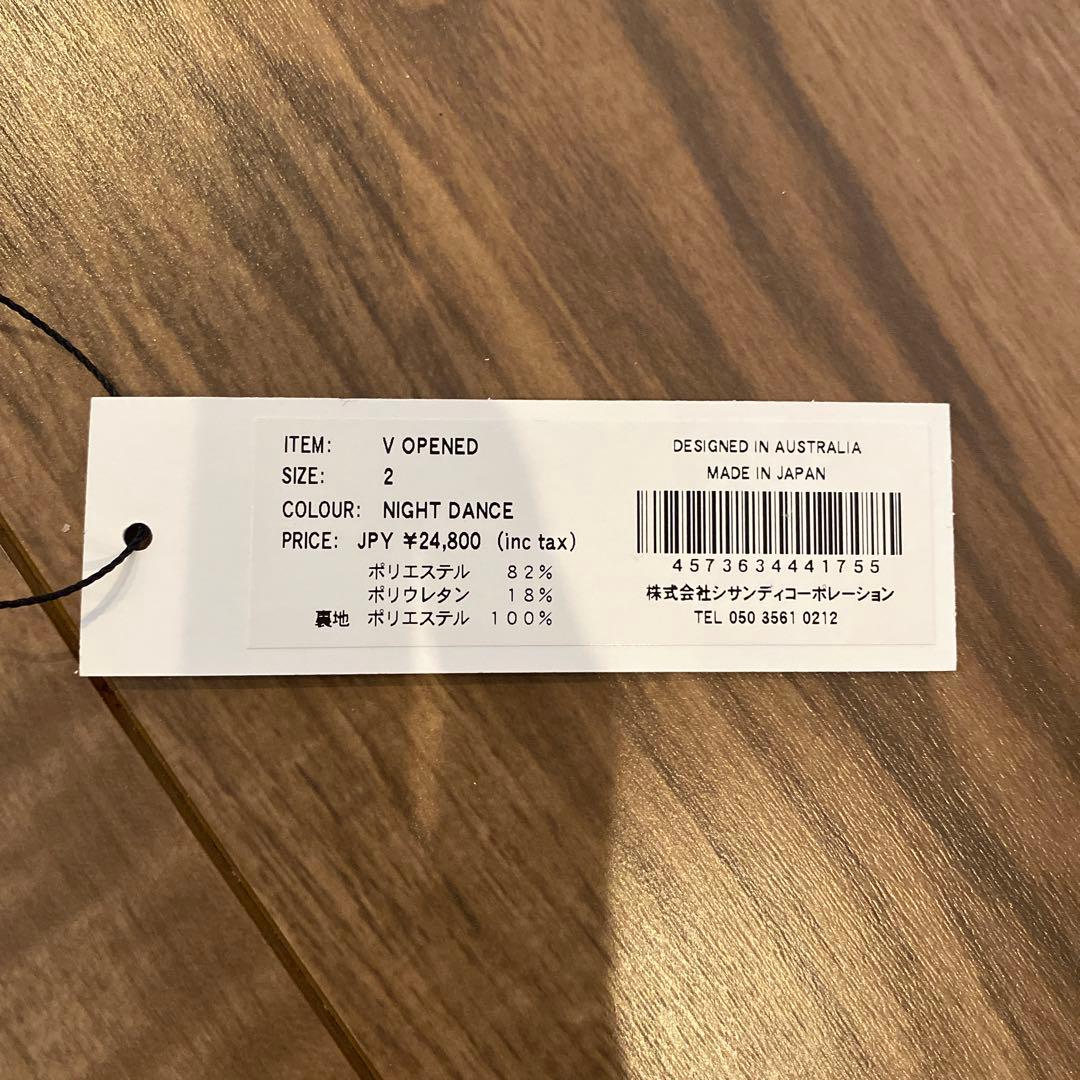 ITEM: V OPENED
SIZE: 2
COLOUR: NIGHT DANCE
PRICE: JPY ¥24,800 (inc tax)
ポリエステル 82%
ポリウレタン 18%
裏地 ポリエステル 100%
DESIGNED IN AUSTRALIA
MADE IN JAPAN
4573634441755
株式会社シサンディコーポレーション
TEL 050 3561 0212